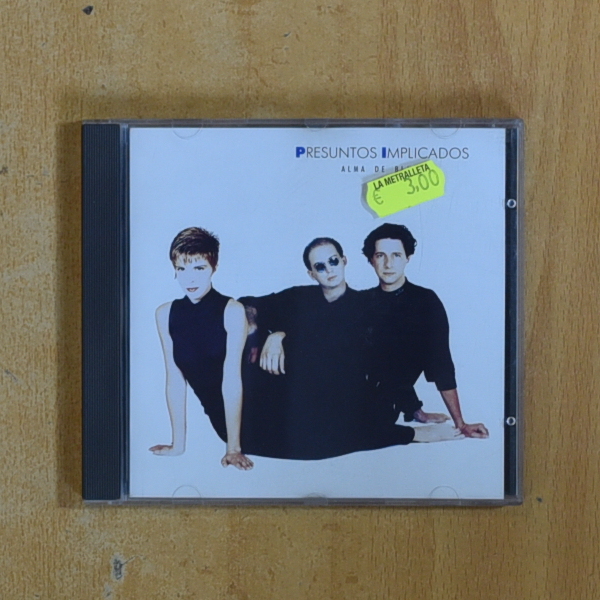 PRESUNTOS IMPLICADOS
ALMA DE
LA METRALLETA
€ 3,00